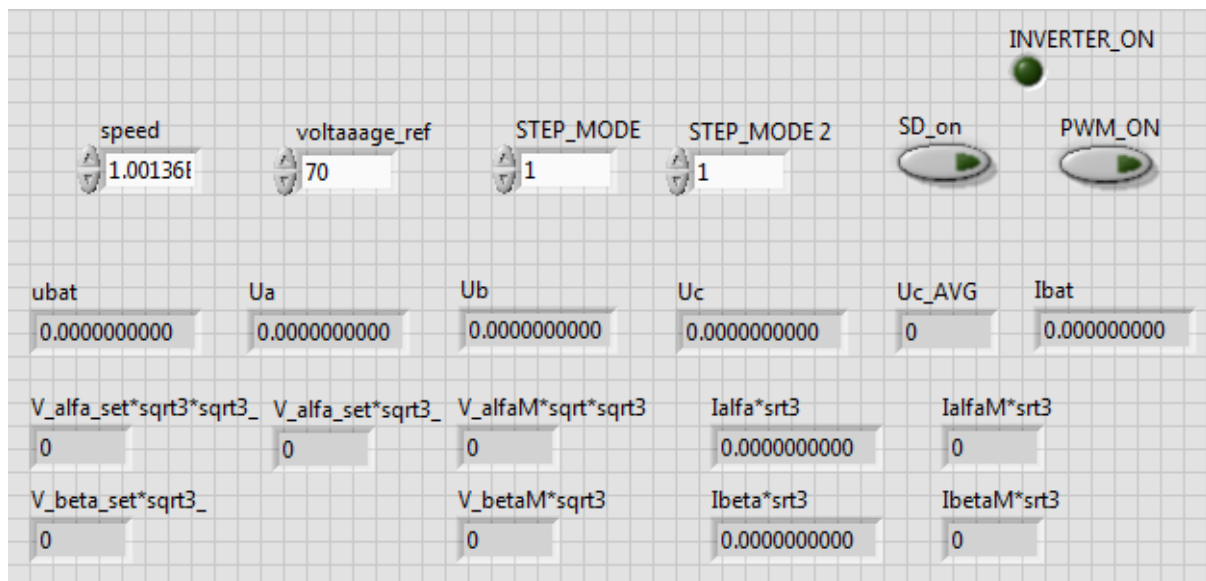 INVERTER_ON
speed
voltaaage_ref
STEP_MODE
STEP_MODE 2
SD_on
PWM_ON
1.00136E
70
1
1
ubat
Ua
Ub
Uc
Uc_AVG
Ibat
0.0000000000
0.0000000000
0.0000000000
0.0000000000
0
0.000000000
V_alfa_set*sqrt3*sqrt3_
V_alfa_set*sqrt3_
V_alfaM*sqrt*sqrt3
Ialfa*srt3
IalfaM*srt3
0
0
0
0.0000000000
0
V_beta_set*sqrt3_
V_betaM*sqrt3
Ibeta*srt3
IbetaM*srt3
0
0
0.0000000000
0